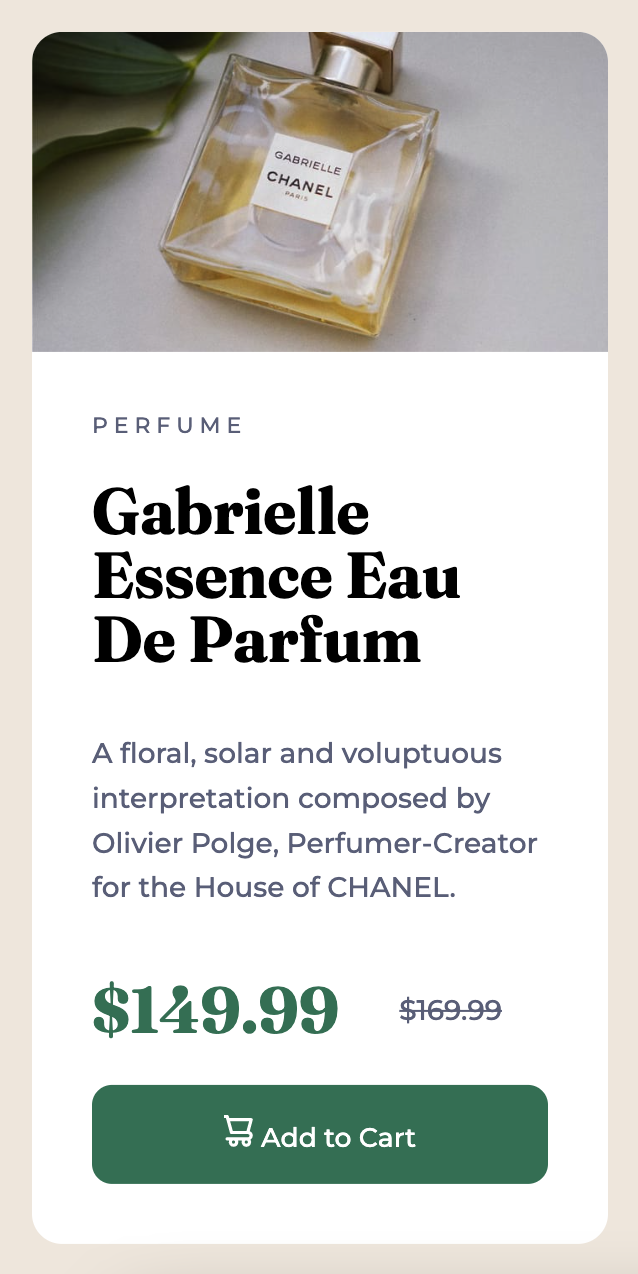 GABRIELLE
CHANEL
PARIS
PERFUME
Gabrielle
Essence Eau
De Parfum
A floral, solar and voluptuous
interpretation composed by
Olivier Polge, Perfumer-Creator
for the House of CHANEL.
$149.99 $169.99
Add to Cart